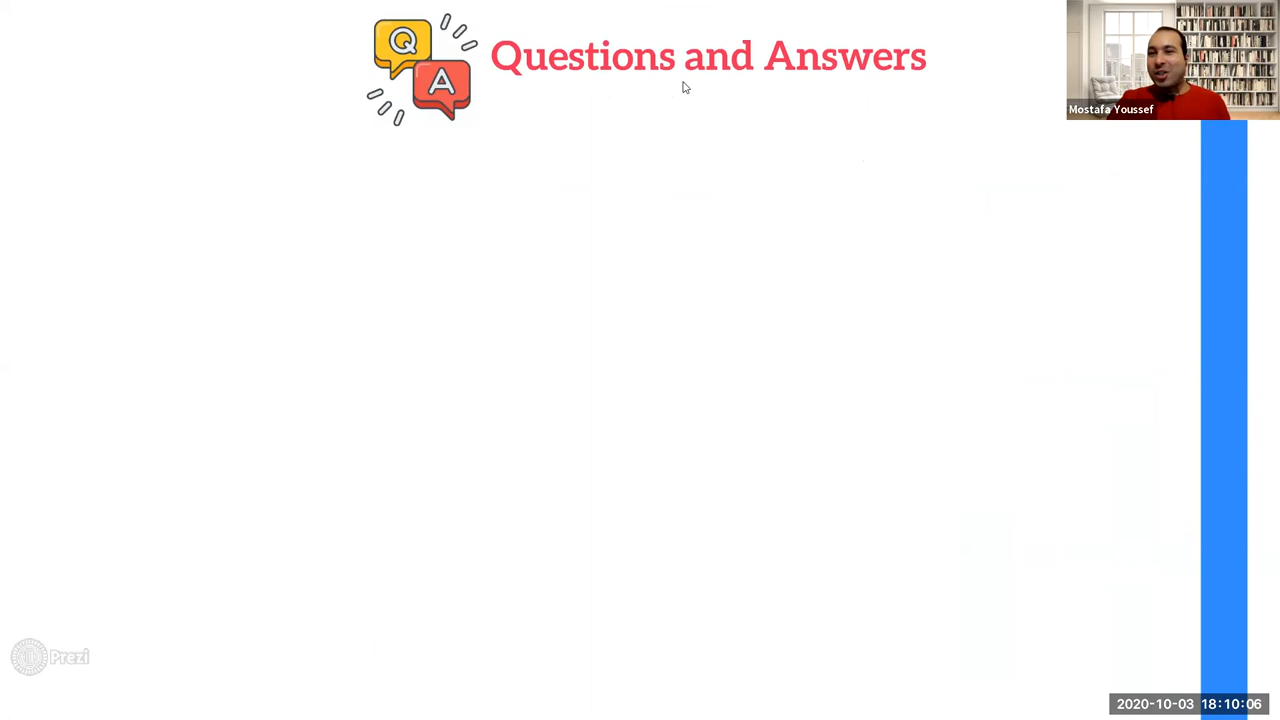 Q
A
Questions and Answers
Mostafa Youssef
Prezi
2020-10-03 18:10:06